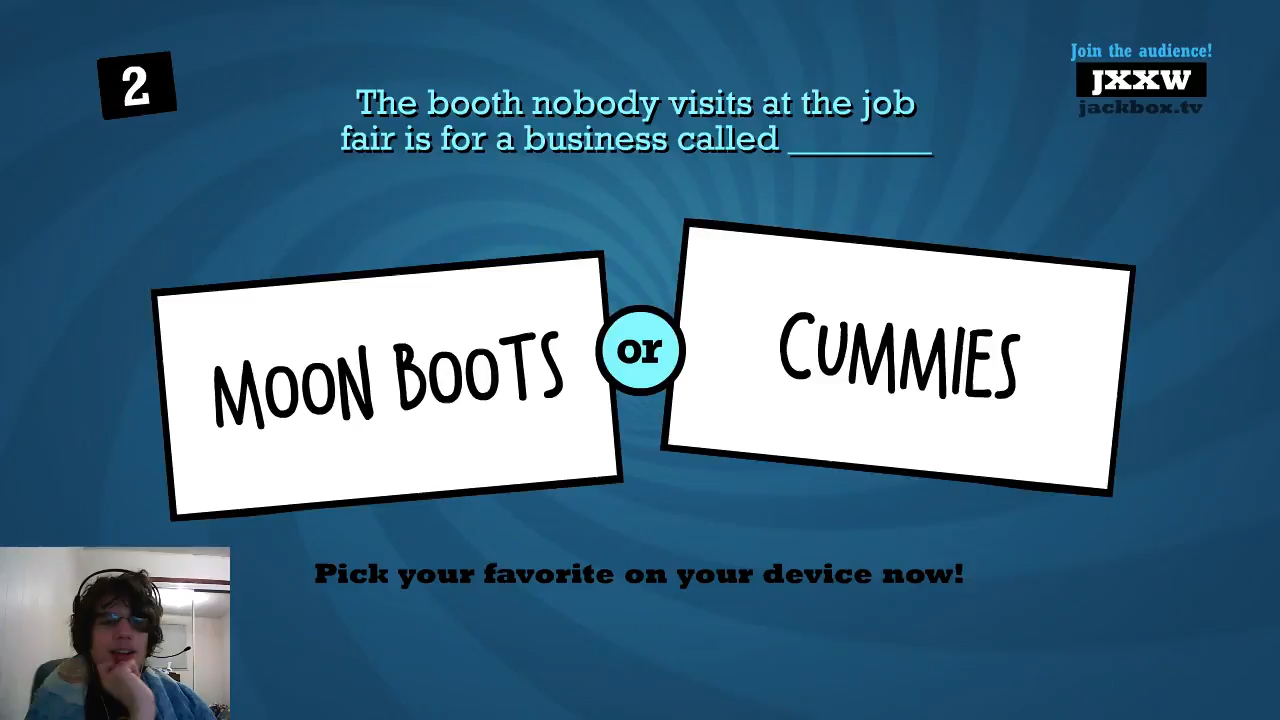 2
Join the audience!
JXXW
jackbox.tv
The booth nobody visits at the job
fair is for a business called _________
MOON BOOTS
or
CUMMIES
Pick your favorite on your device now!